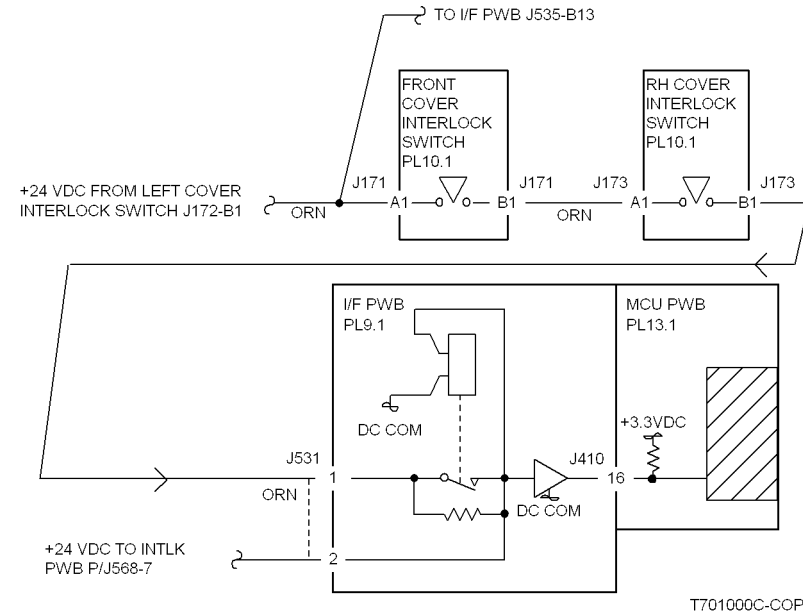 TO I/F PWB J535-B13
FRONT
COVER
INTERLOCK
SWITCH
PL10.1
RH COVER
INTERLOCK
SWITCH
PL10.1
+24 VDC FROM LEFT COVER
INTERLOCK SWITCH J172-B1
ORN
J171
A1
B1
J171
ORN
J173
A1
B1
J173
I/F PWB
PL9.1
MCU PWB
PL13.1
DC COM
+3.3VDC
J531
1
ORN
J410
16
DC COM
+24 VDC TO INTLK
PWB P/J568-7
2
T701000C-COP